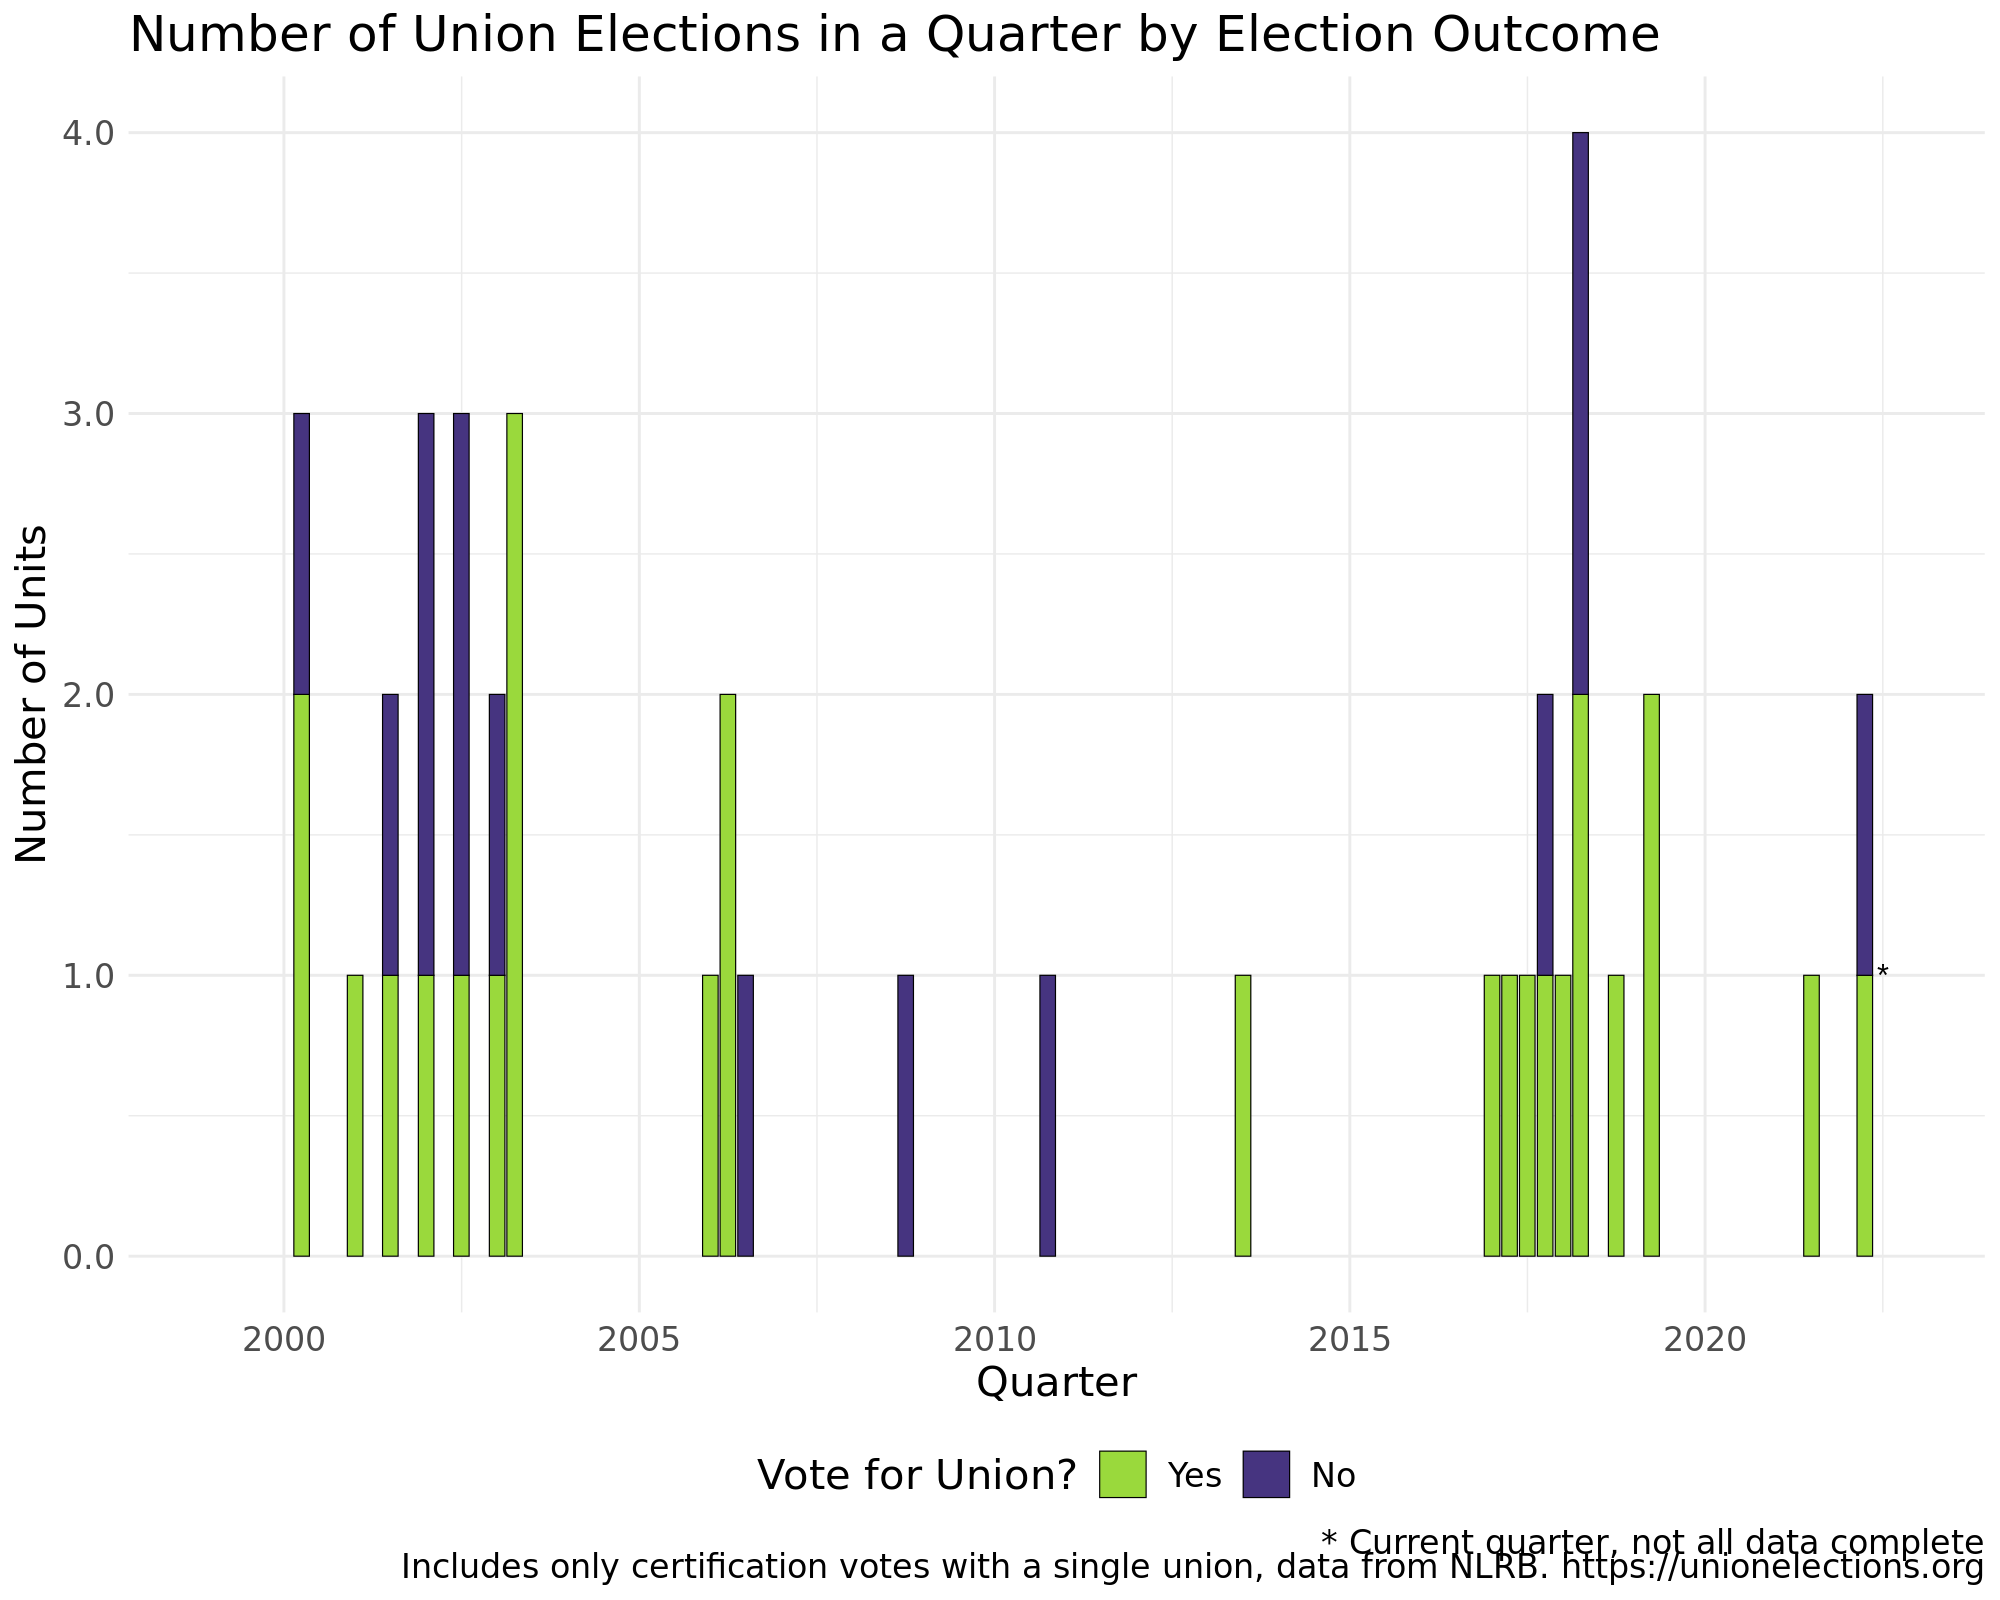 Number of Union Elections in a Quarter by Election Outcome
4.0
3.0
2.0
1.0
0.0
Number of Units
*
2000 2005 2010 2015 2020
Quarter
Vote for Union? Yes No
* Current quarter, not all data complete
Includes only certification votes with a single union, data from NLRB. https://unionelections.org